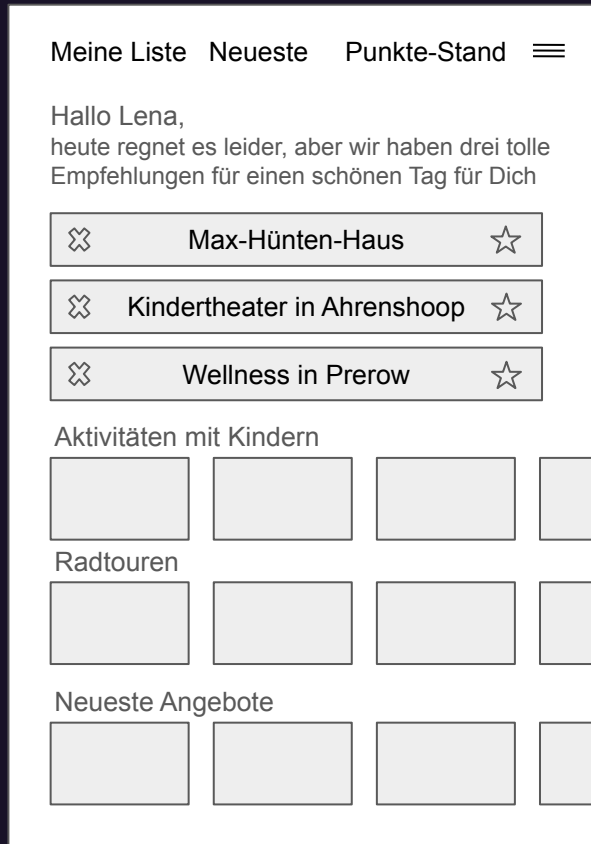 Meine Liste Neueste Punkte-Stand
Hallo Lena,
heute regnet es leider, aber wir haben drei tolle
Empfehlungen für einen schönen Tag für Dich
Max-Hünten-Haus
Kindertheater in Ahrenshoop
Wellness in Prerow
Aktivitäten mit Kindern
Radtouren
Neueste Angebote